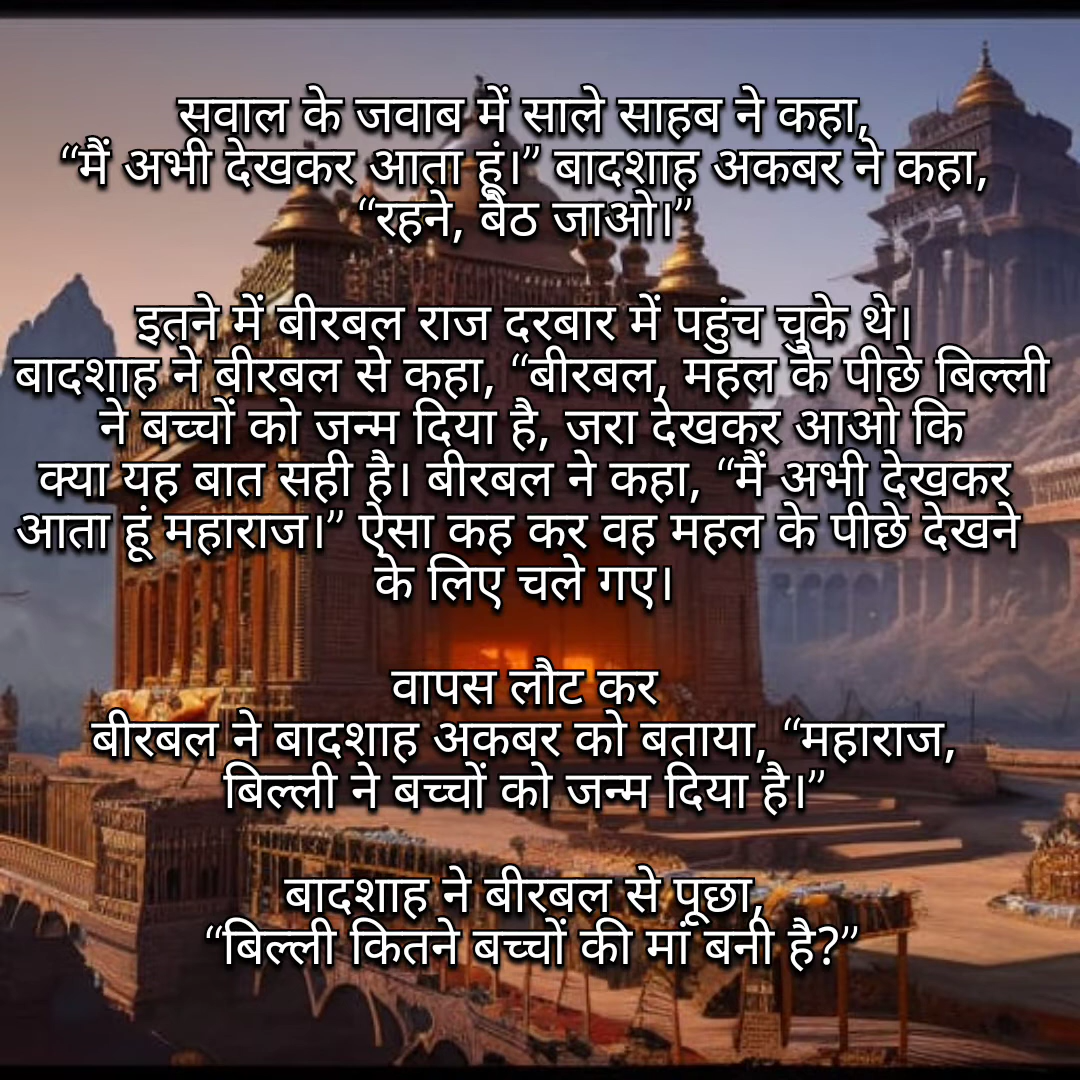 सवाल के जवाब में साले साहब ने कहा,
“मैं अभी देखकर आता हूं।” बादशाह अकबर ने कहा,
“रहने, बैठ जाओ।”
इतने में बीरबल राज दरबार में पहुंच चुके थे।
बादशाह ने बीरबल से कहा, “बीरबल, महल के पीछे बिल्ली
ने बच्चों को जन्म दिया है, जरा देखकर आओ कि
क्या यह बात सही है। बीरबल ने कहा, “मैं अभी देखकर
आता हूं महाराज।” ऐसा कह कर वह महल के पीछे देखने
के लिए चले गए।
वापस लौट कर
बीरबल ने बादशाह अकबर को बताया, “महाराज,
बिल्ली ने बच्चों को जन्म दिया है।”
बादशाह ने बीरबल से पूछा,
“बिल्ली कितने बच्चों की मां बनी है?”